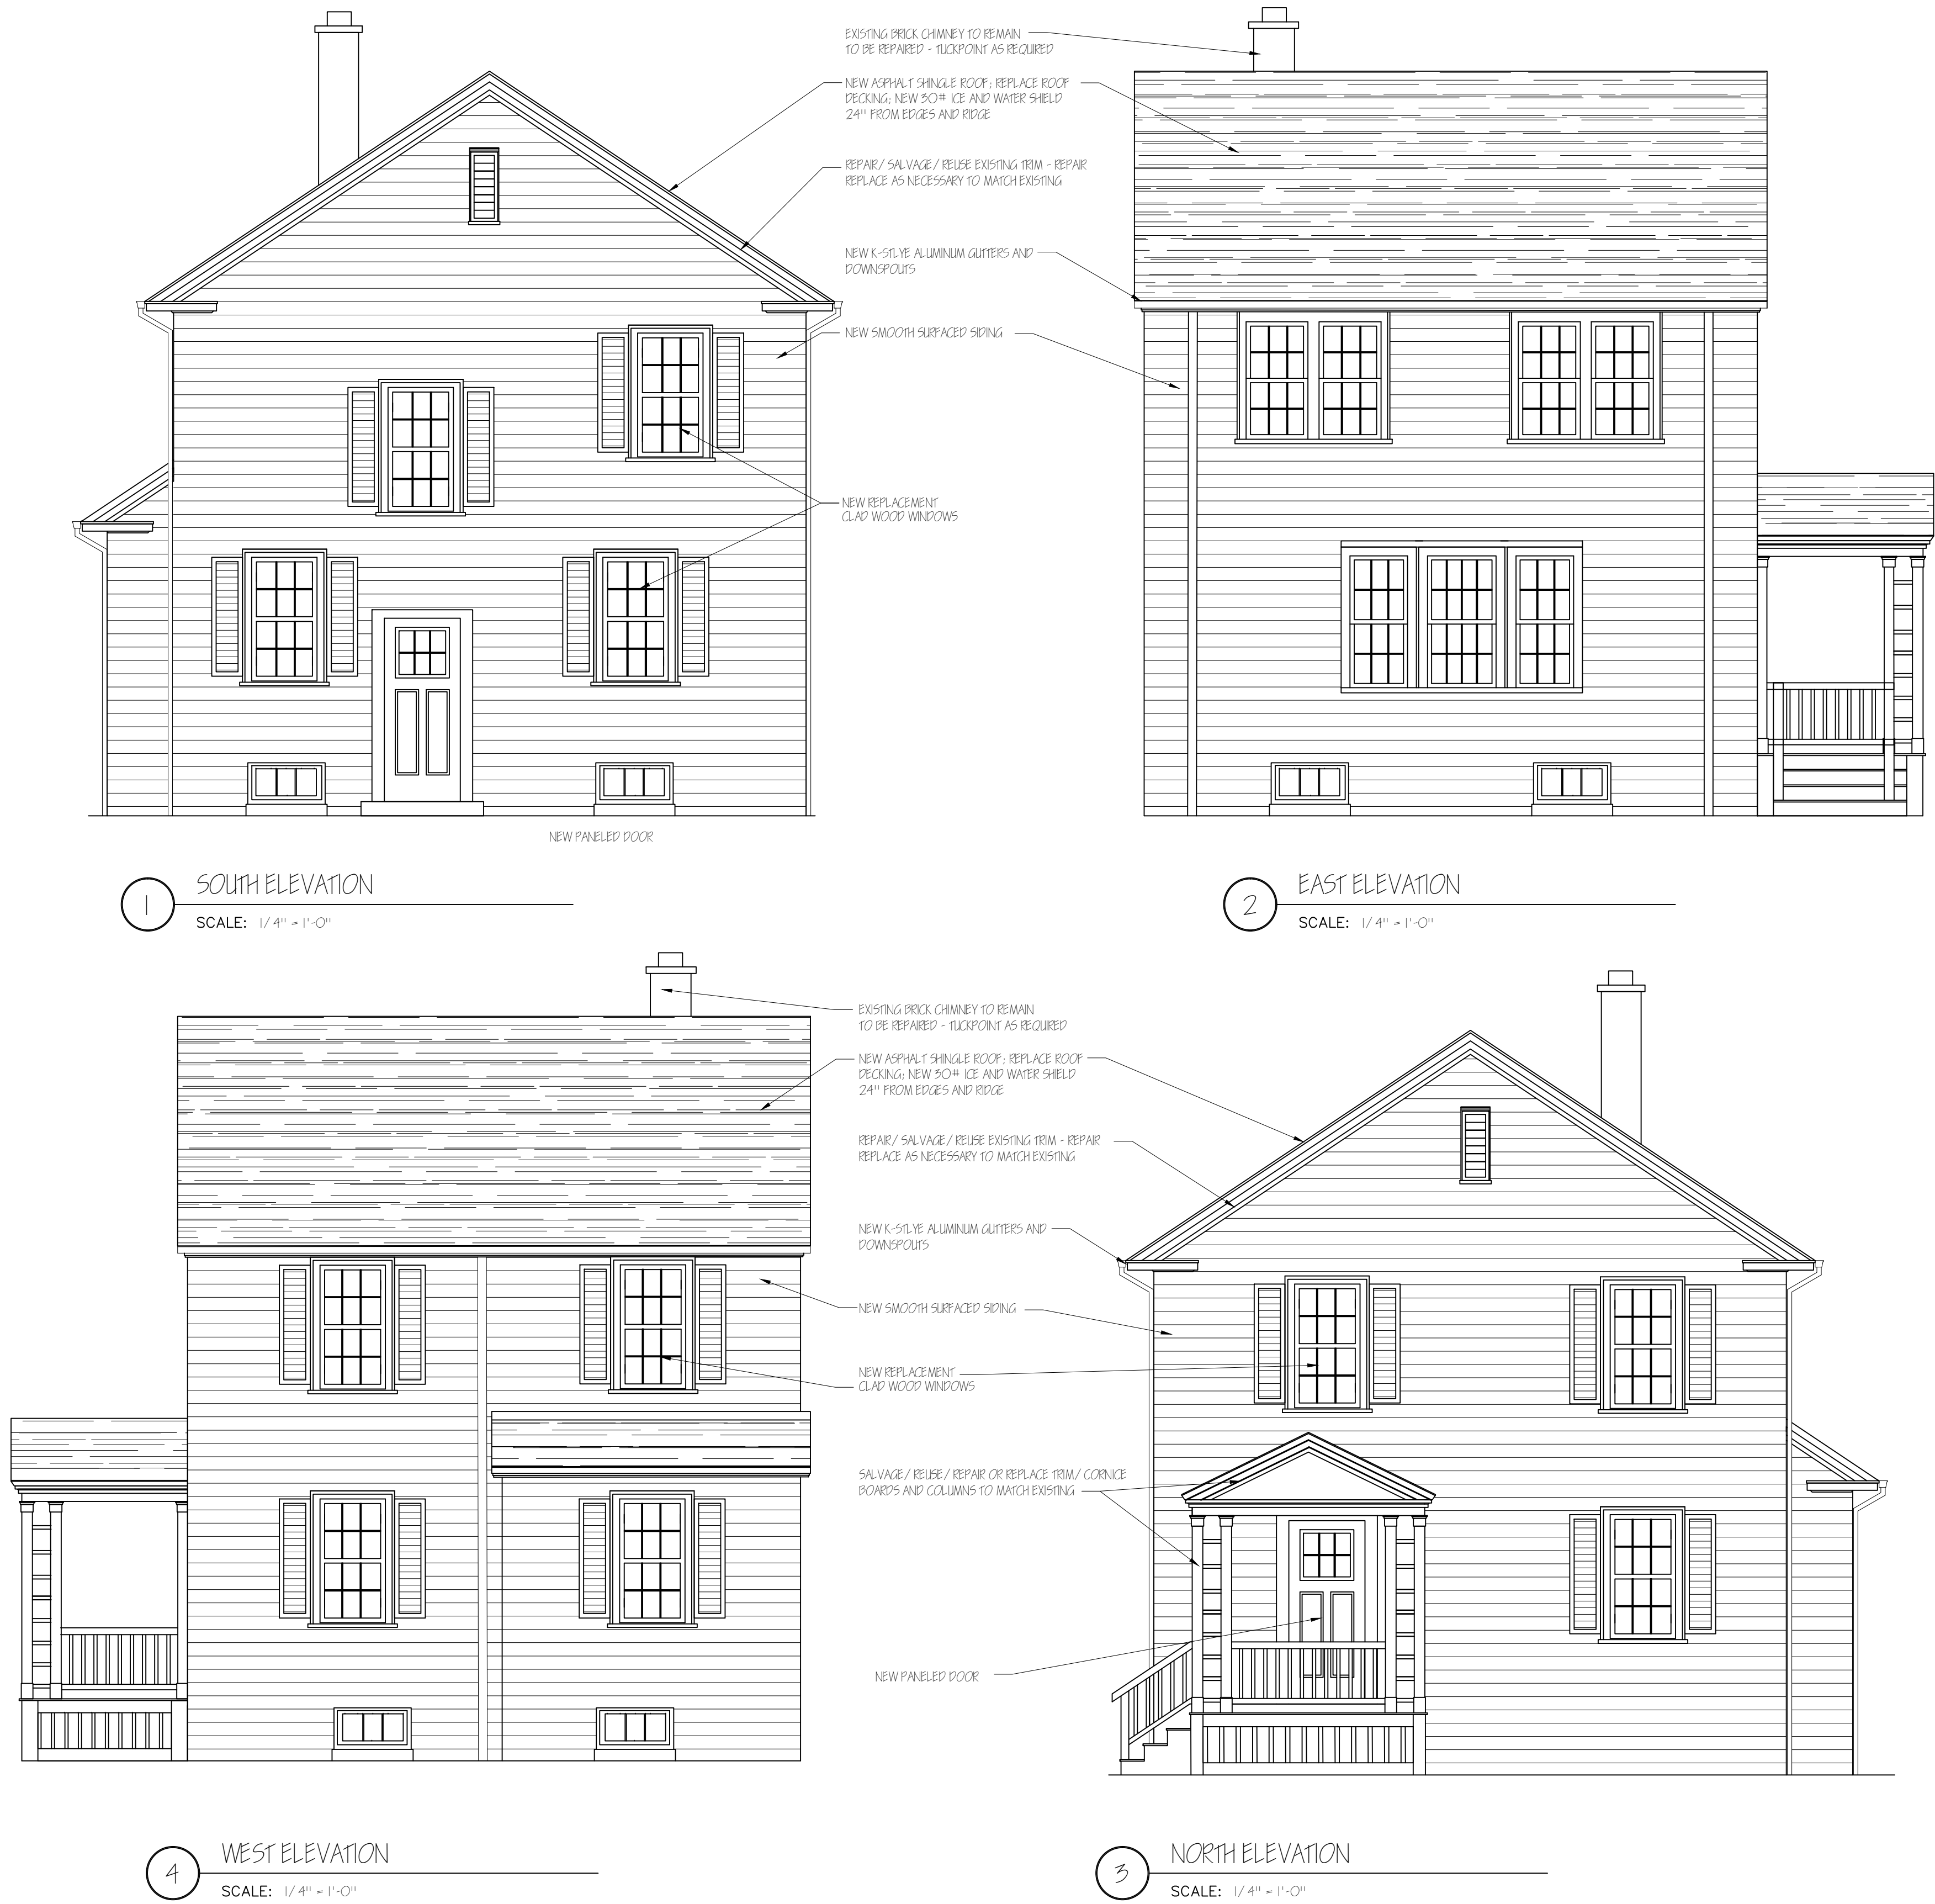 EXISTING BRICK CHIMNEY TO REMAIN
TO BE REPAIRED - TUCKPOINT AS REQUIRED
NEW ASPHALT SHINGLE ROOF; REPLACE ROOF
DECKING; NEW 30# ICE AND WATER SHIELD
24" FROM EDGES AND RIDGE
REPAIR/ SALVAGE/ REUSE EXISTING TRIM - REPAIR
REPLACE AS NECESSARY TO MATCH EXISTING
NEW K-STLYE ALUMINUM GUTTERS AND
DOWNSPOUTS
NEW SMOOTH SURFACED SIDING
NEW REPLACEMENT
CLAD WOOD WINDOWS
NEW PANELED DOOR
1
SOUTH ELEVATION
SCALE: 1/4" = 1'-0"
2
EAST ELEVATION
SCALE: 1/4" = 1'-0"
EXISTING BRICK CHIMNEY TO REMAIN
TO BE REPAIRED - TUCKPOINT AS REQUIRED
NEW ASPHALT SHINGLE ROOF; REPLACE ROOF
DECKING; NEW 30# ICE AND WATER SHIELD
24" FROM EDGES AND RIDGE
REPAIR/ SALVAGE/ REUSE EXISTING TRIM - REPAIR
REPLACE AS NECESSARY TO MATCH EXISTING
NEW K-STLYE ALUMINUM GUTTERS AND
DOWNSPOUTS
NEW SMOOTH SURFACED SIDING
NEW REPLACEMENT
CLAD WOOD WINDOWS
SALVAGE/ REUSE/ REPAIR OR REPLACE TRIM/ CORNICE
BOARDS AND COLUMNS TO MATCH EXISTING
NEW PANELED DOOR
4
WEST ELEVATION
SCALE: 1/4" = 1'-0"
3
NORTH ELEVATION
SCALE: 1/4" = 1'-0"